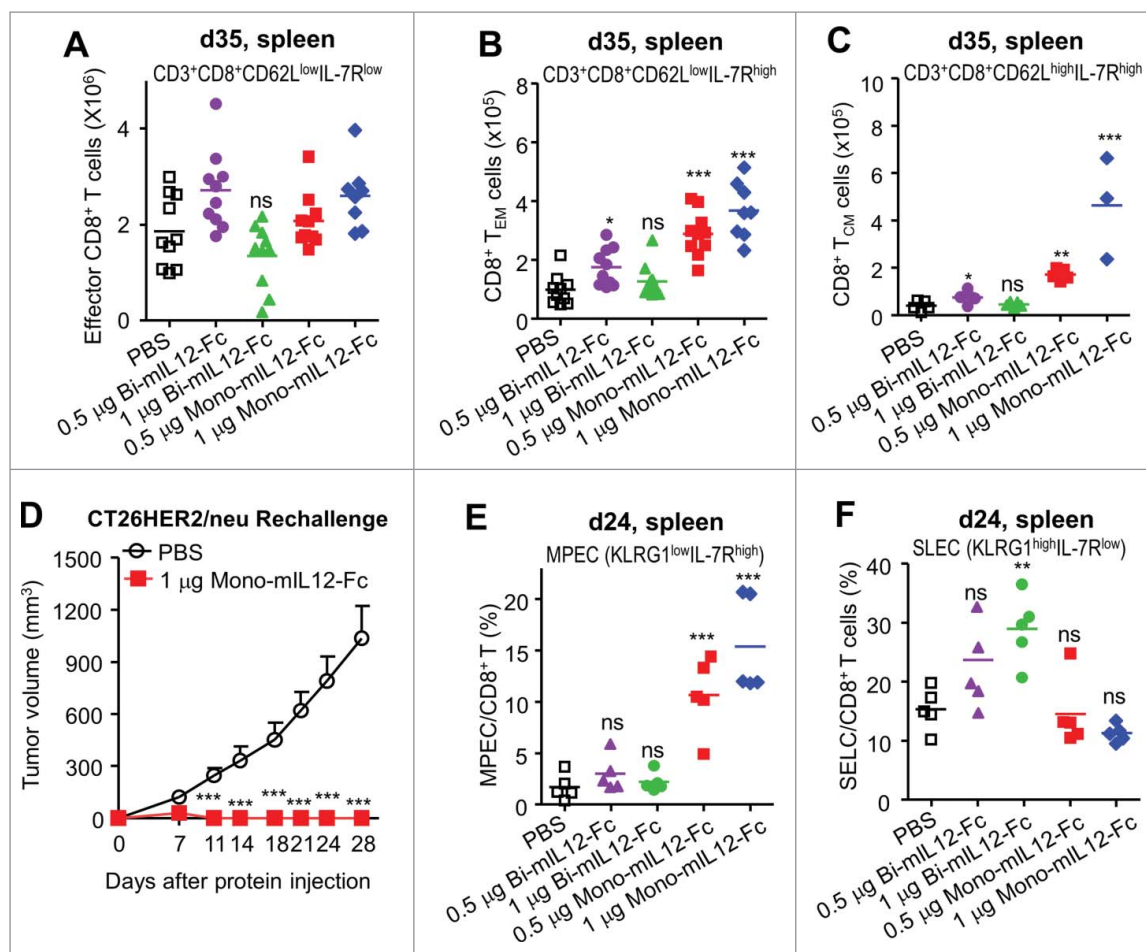 A
d35, spleen
CD3⁺CD8⁺CD62LˡᵒʷIL-7Rˡᵒʷ
Effector CD8⁺ T cells (X10⁶)
4
2
0
ns
PBS
0.5 μg Bi-mIL12-Fc
1 μg Bi-mIL12-Fc
0.5 μg Mono-mIL12-Fc
1 μg Mono-mIL12-Fc
B
d35, spleen
CD3⁺CD8⁺CD62LˡᵒʷIL-7Rʰⁱᵍʰ
CD8⁺ TEM cells (x10⁵)
8
6
4
2
0
*
ns
***
***
PBS
0.5 μg Bi-mIL12-Fc
1 μg Bi-mIL12-Fc
0.5 μg Mono-mIL12-Fc
1 μg Mono-mIL12-Fc
C
d35, spleen
CD3⁺CD8⁺CD62LʰⁱᵍʰIL-7Rʰⁱᵍʰ
CD8⁺ TCM cells (x10⁵)
10
8
6
4
2
0
*
ns
**
***
PBS
0.5 μg Bi-mIL12-Fc
1 μg Bi-mIL12-Fc
0.5 μg Mono-mIL12-Fc
1 μg Mono-mIL12-Fc
D
CT26HER2/neu Rechallenge
PBS
1 μg Mono-mIL12-Fc
Tumor volume (mm³)
1500
1200
900
600
300
0
*** *** *** *** *** ***
0 7 11 14 18 21 24 28
Days after protein injection
E
d24, spleen
MPEC (KLRG1ˡᵒʷIL-7Rʰⁱᵍʰ)
MPEC/CD8⁺ T (%)
20
15
10
5
0
ns
ns
***
***
PBS
0.5 μg Bi-mIL12-Fc
1 μg Bi-mIL12-Fc
0.5 μg Mono-mIL12-Fc
1 μg Mono-mIL12-Fc
F
d24, spleen
SLEC (KLRG1ʰⁱᵍʰIL-7Rˡᵒʷ)
SELC/CD8⁺ T cells (%)
40
30
20
10
0
ns
**
ns
ns
PBS
0.5 μg Bi-mIL12-Fc
1 μg Bi-mIL12-Fc
0.5 μg Mono-mIL12-Fc
1 μg Mono-mIL12-Fc